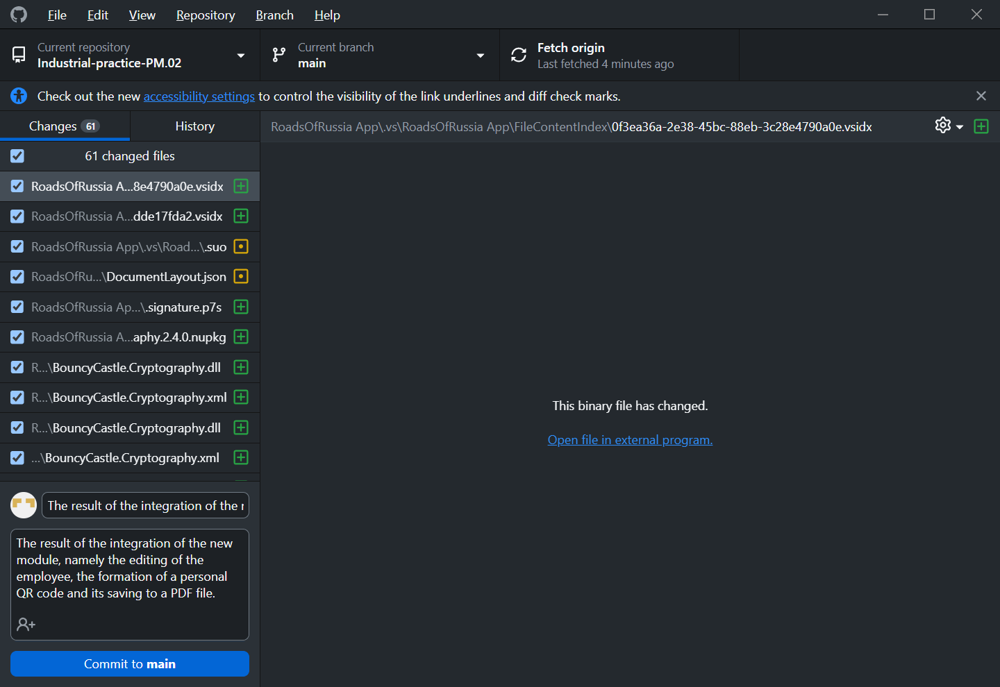 File Edit View Repository Branch Help
Current repository
Industrial-practice-PM.02
Current branch
main
Fetch origin
Last fetched 4 minutes ago
Check out the new accessibility settings to control the visibility of the link underlines and diff check marks.
Changes 61
History
RoadsOfRussia App\.vs\RoadsOfRussia App\FileContentIndex\0f3ea36a-2e38-45bc-88eb-3c28e4790a0e.vsidx
61 changed files
RoadsOfRussia A...8e4790a0e.vsidx
RoadsOfRussia A...dde17fda2.vsidx
RoadsOfRussia App\.vs\Road...\.suo
RoadsOfRu...\DocumentLayout.json
RoadsOfRussia Ap...\.signature.p7s
RoadsOfRussia A...aphy.2.4.0.nupkg
R...\BouncyCastle.Cryptography.dll
R...\BouncyCastle.Cryptography.xml
R...\BouncyCastle.Cryptography.dll
...\BouncyCastle.Cryptography.xml
This binary file has changed.
Open file in external program.
The result of the integration of the
The result of the integration of the new
module, namely the editing of the
employee, the formation of a personal
QR code and its saving to a PDF file.
Commit to main